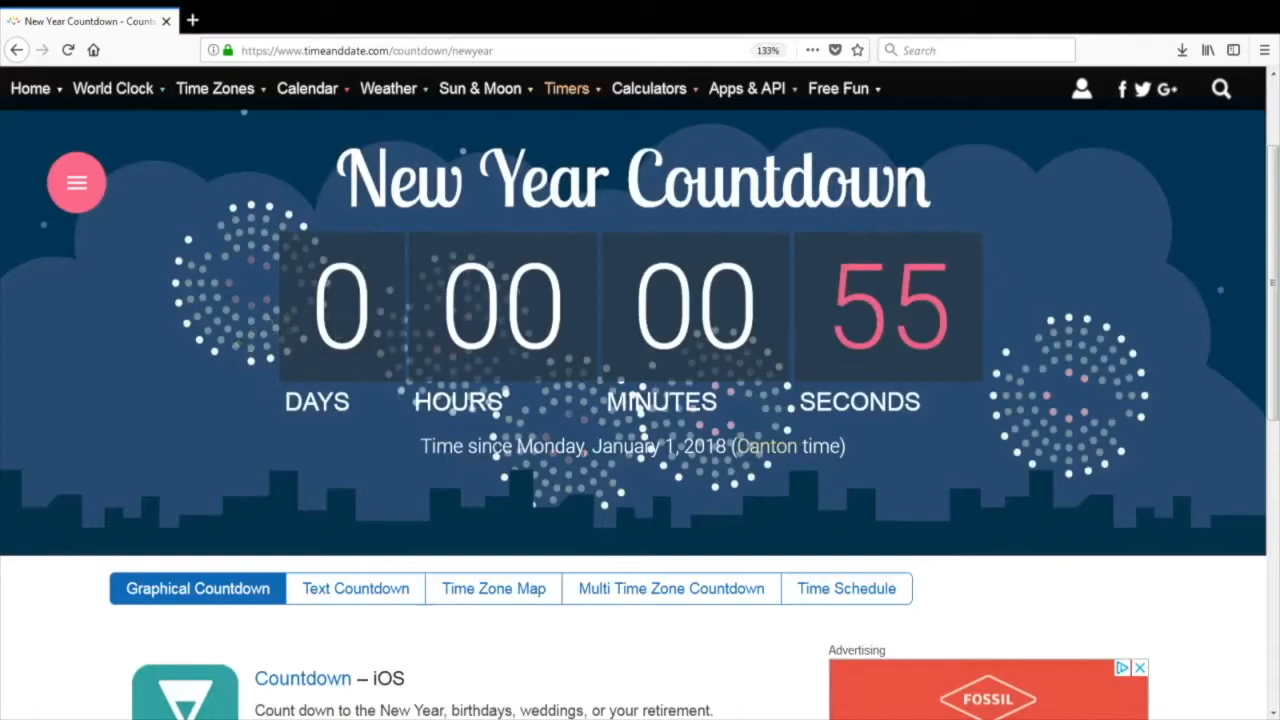 New Year Countdown - Count
https://www.timeanddate.com/countdown/newyear
133%
Search
Home World Clock Time Zones Calendar Weather Sun & Moon Timers Calculators Apps & API Free Fun
New Year Countdown
0 00 00 55
DAYS HOURS MINUTES SECONDS
Time since Monday, January 1, 2018 (Canton time)
Graphical Countdown Text Countdown Time Zone Map Multi Time Zone Countdown Time Schedule
Advertising
Countdown – iOS
FOSSIL
Count down to the New Year, birthdays, weddings, or your retirement.